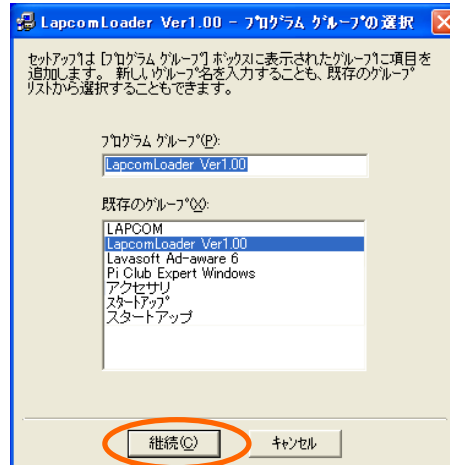 LapcomLoader Ver1.00 - ﾌﾟﾛｸﾞﾗﾑ ｸﾞﾙｰﾌﾟの選択
ｾｯﾄｱｯﾌﾟは [ﾌﾟﾛｸﾞﾗﾑ ｸﾞﾙｰﾌﾟ] ﾎﾞｯｸｽに表示されたｸﾞﾙｰﾌﾟに項目を
追加します。 新しいｸﾞﾙｰﾌﾟ名を入力することも、既存のｸﾞﾙｰﾌﾟ
ﾘｽﾄから選択することもできます。
ﾌﾟﾛｸﾞﾗﾑ ｸﾞﾙｰﾌﾟ(P):
LapcomLoader Ver1.00
既存のｸﾞﾙｰﾌﾟ(X):
LAPCOM
LapcomLoader Ver1.00
Lavasoft Ad-aware 6
Pi Club Expert Windows
アクセサリ
ｽﾀｰﾄｱｯﾌﾟ
スタートアップ
継続(C)
ｷｬﾝｾﾙ